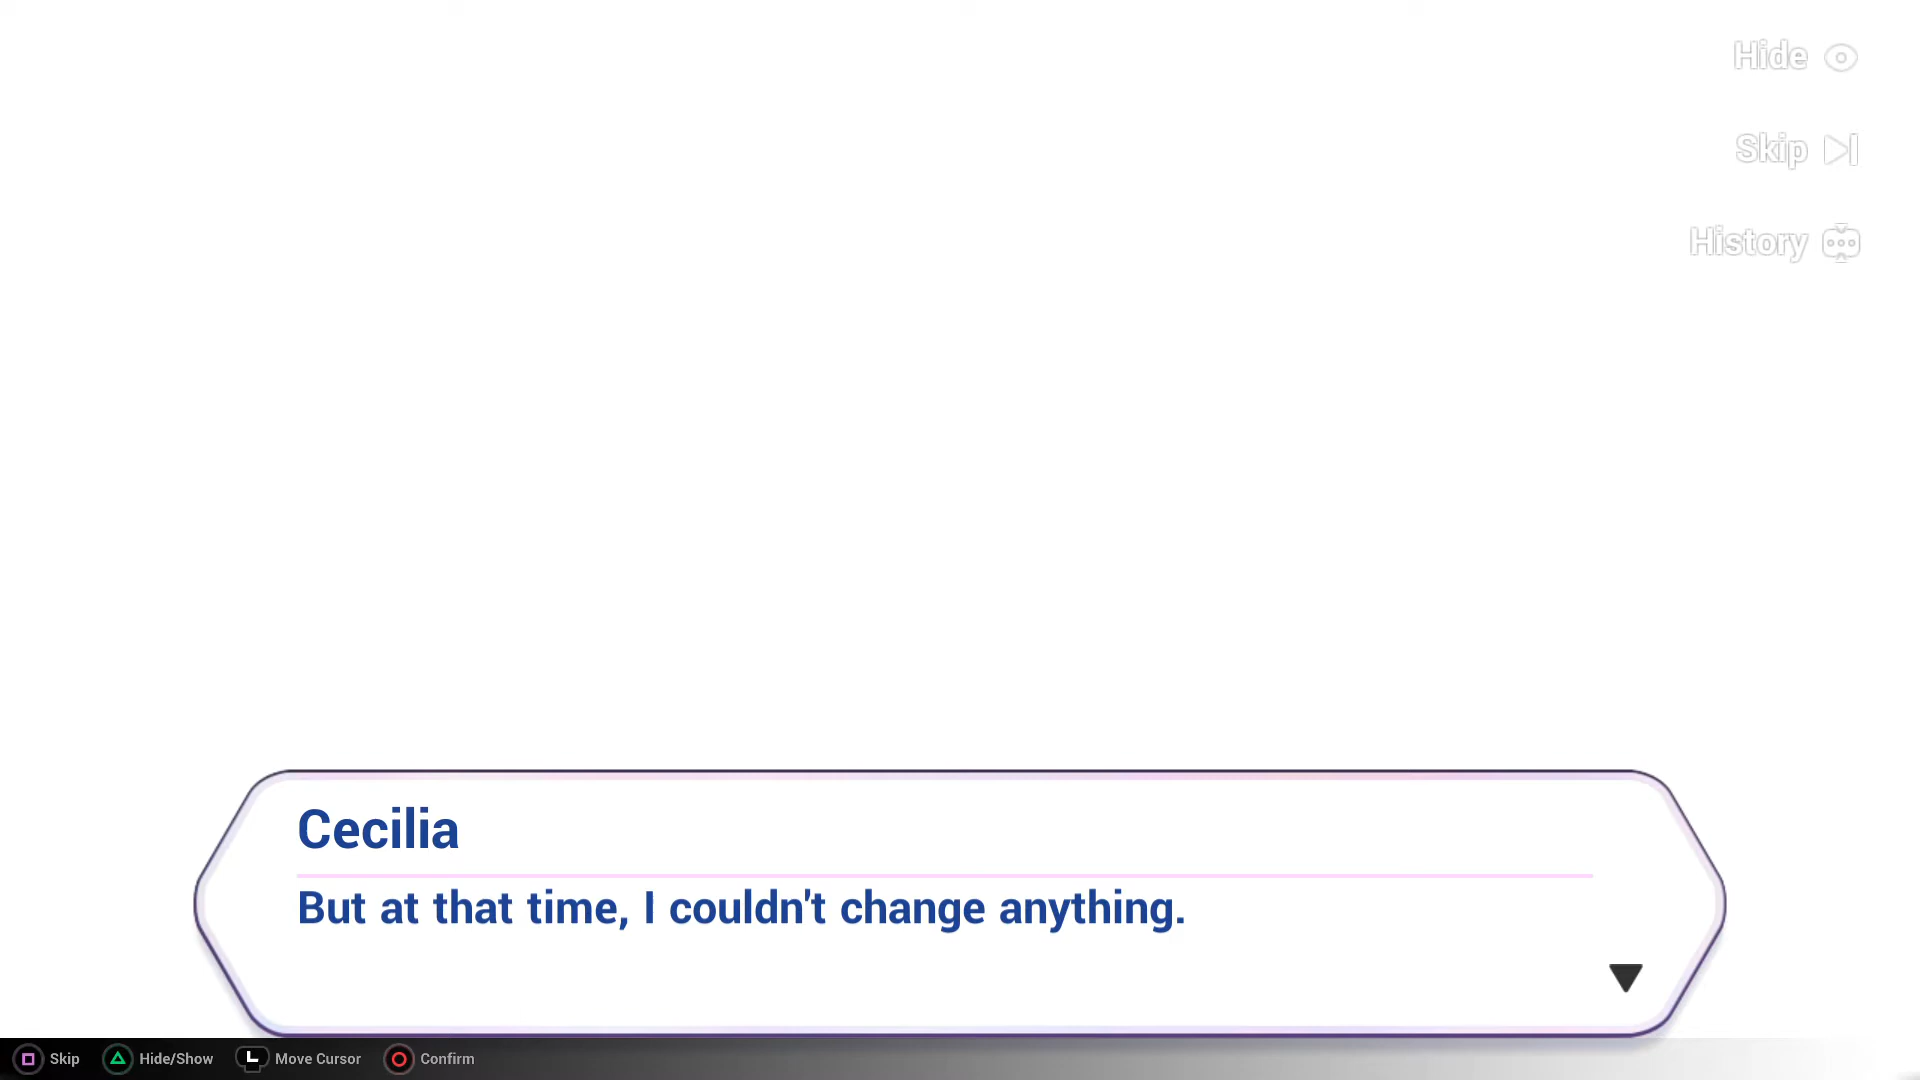 Hide
Skip
History
Cecilia
But at that time, I couldn't change anything.
Skip Hide/Show L Move Cursor Confirm